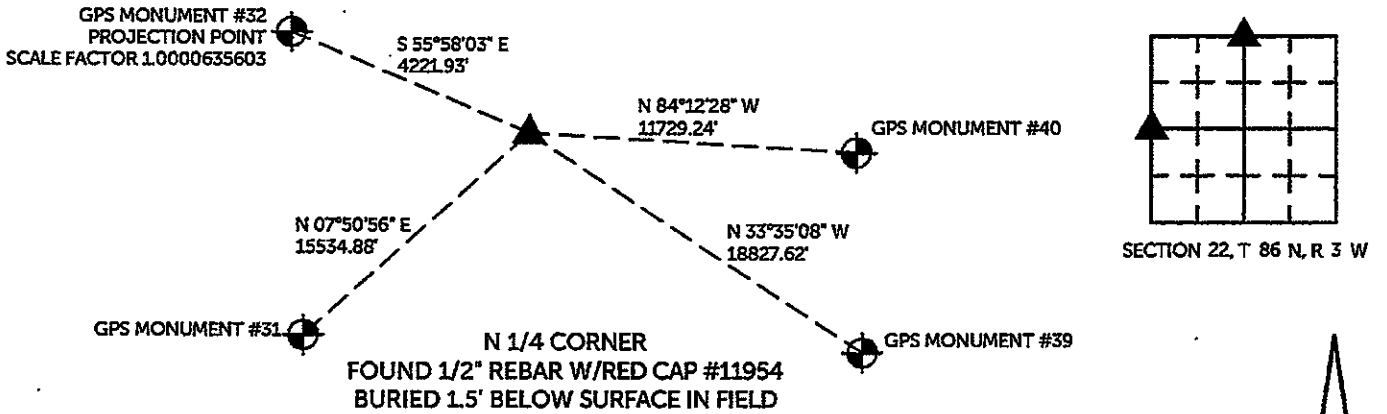 GPS MONUMENT #32
PROJECTION POINT
SCALE FACTOR 1.0000635603
S 55°58'03" E
4221.93'
N 84°12'28" W
11729.24'
GPS MONUMENT #40
N 07°50'56" E
15534.88'
N 33°35'08" W
18827.62'
SECTION 22, T 86 N, R 3 W
GPS MONUMENT #31
GPS MONUMENT #39
N 1/4 CORNER
FOUND 1/2" REBAR W/RED CAP #11954
BURIED 1.5' BELOW SURFACE IN FIELD